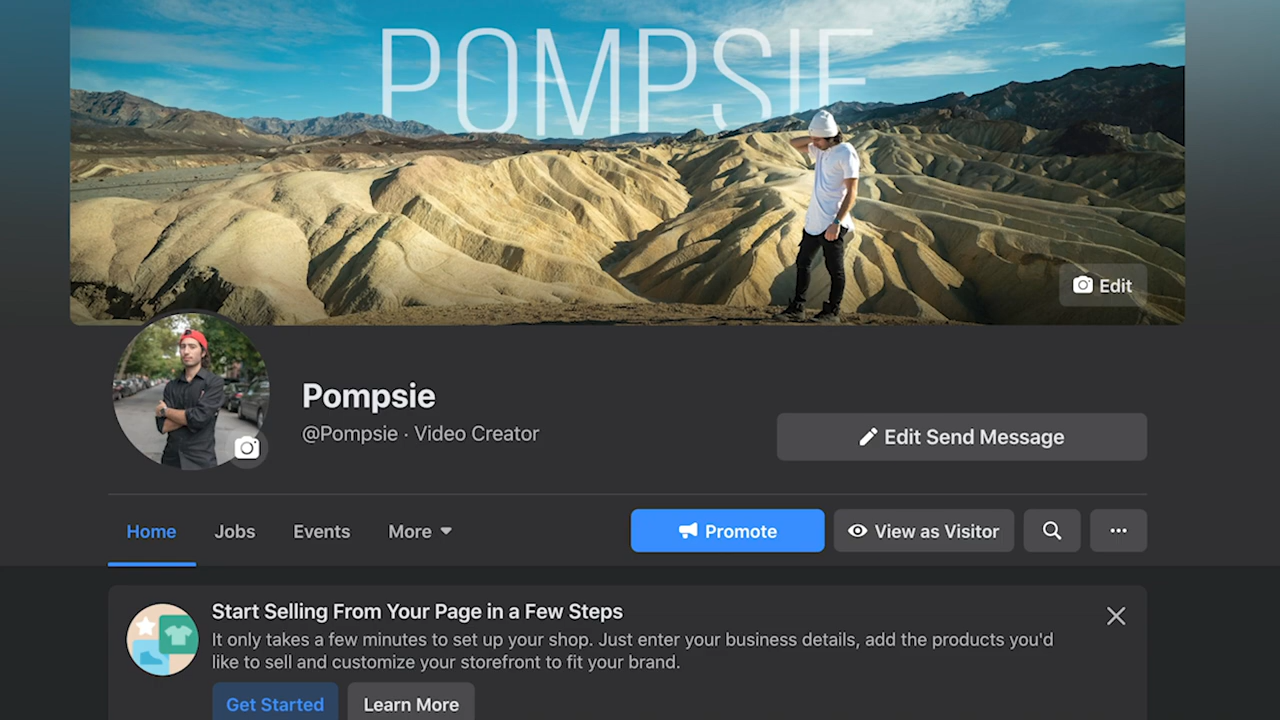 POMPSIE
Edit
Pompsie
@Pompsie · Video Creator
Edit Send Message
Home Jobs Events More Promote View as Visitor
Start Selling From Your Page in a Few Steps
It only takes a few minutes to set up your shop. Just enter your business details, add the products you'd
like to sell and customize your storefront to fit your brand.
Get Started Learn More